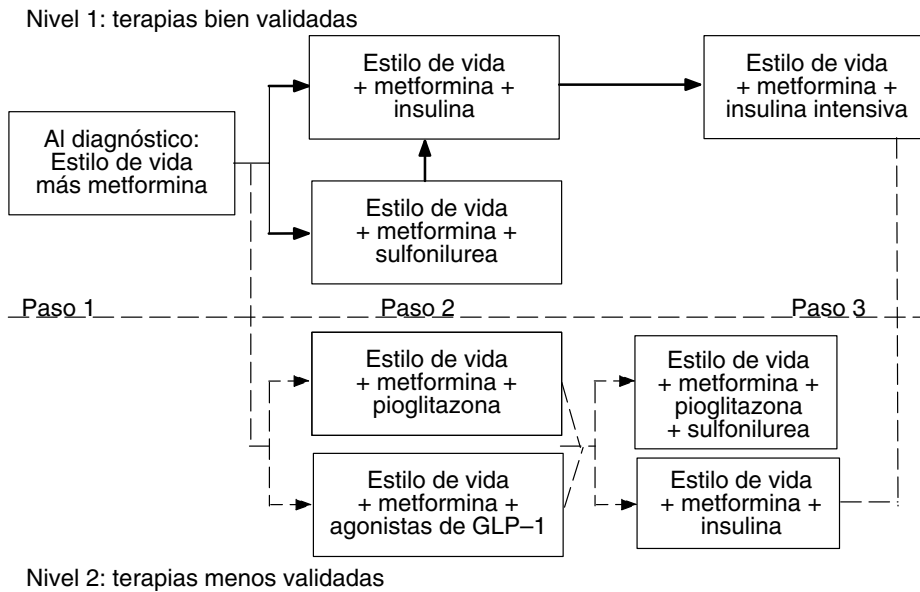 Nivel 1: terapias bien validadas
Al diagnóstico:
Estilo de vida
más metformina
Estilo de vida
+ metformina +
insulina
Estilo de vida
+ metformina +
insulina intensiva
Estilo de vida
+ metformina +
sulfonilurea
Paso 1
Paso 2
Paso 3
Estilo de vida
+ metformina +
pioglitazona
Estilo de vida
+ metformina +
pioglitazona
+ sulfonilurea
Estilo de vida
+ metformina +
agonistas de GLP–1
Estilo de vida
+ metformina +
insulina
Nivel 2: terapias menos validadas